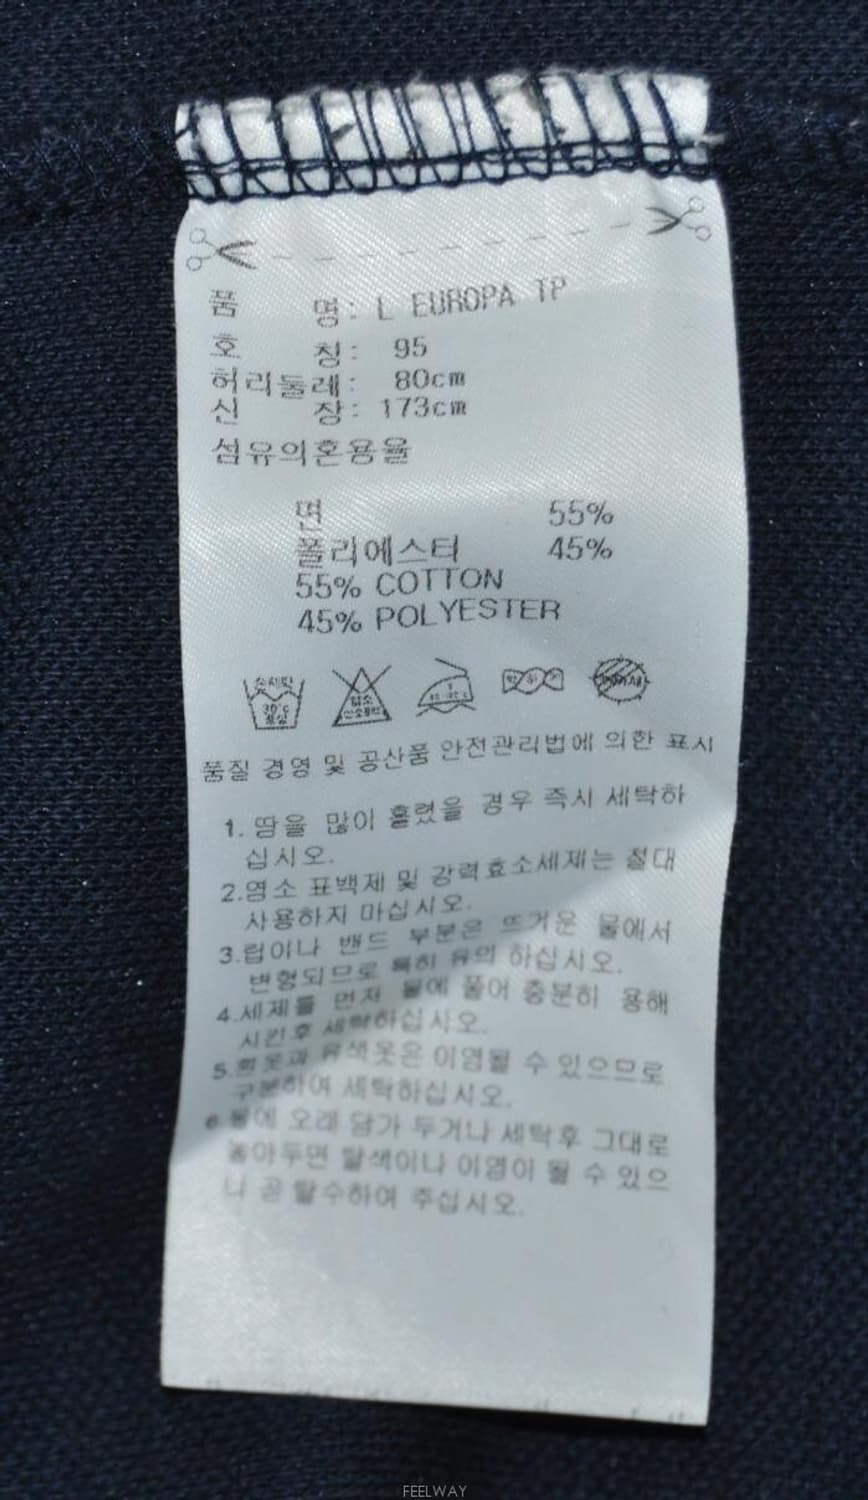 품 명: L EUROPA TP
호 칭: 95
허리둘레: 80cm
신 장: 173cm
섬유의혼용율
면 55%
폴리에스터 45%
55% COTTON
45% POLYESTER
30°C
품질 경영 및 공산품 안전관리법에 의한 표시
1. 땀을 많이 흘렸을 경우 즉시 세탁하
십시오.
2.염소 표백제 및 강력효소세제는 절대
사용하지 마십시오.
3.립이나 밴드 부분은 뜨거운 물에서
변형되므로 특히 유의 하십시오.
4.세제를 먼저 물에 풀어 충분히 용해
시킨후 세탁하십시오.
5.흰옷과 유색옷은 이염될 수 있으므로
구분하여 세탁하십시오.
6.물에 오래 담가 두거나 세탁후 그대로
놓아두면 탈색이나 이염이 될 수 있으
니 곧 탈수하여 주십시오.
FEELWAY